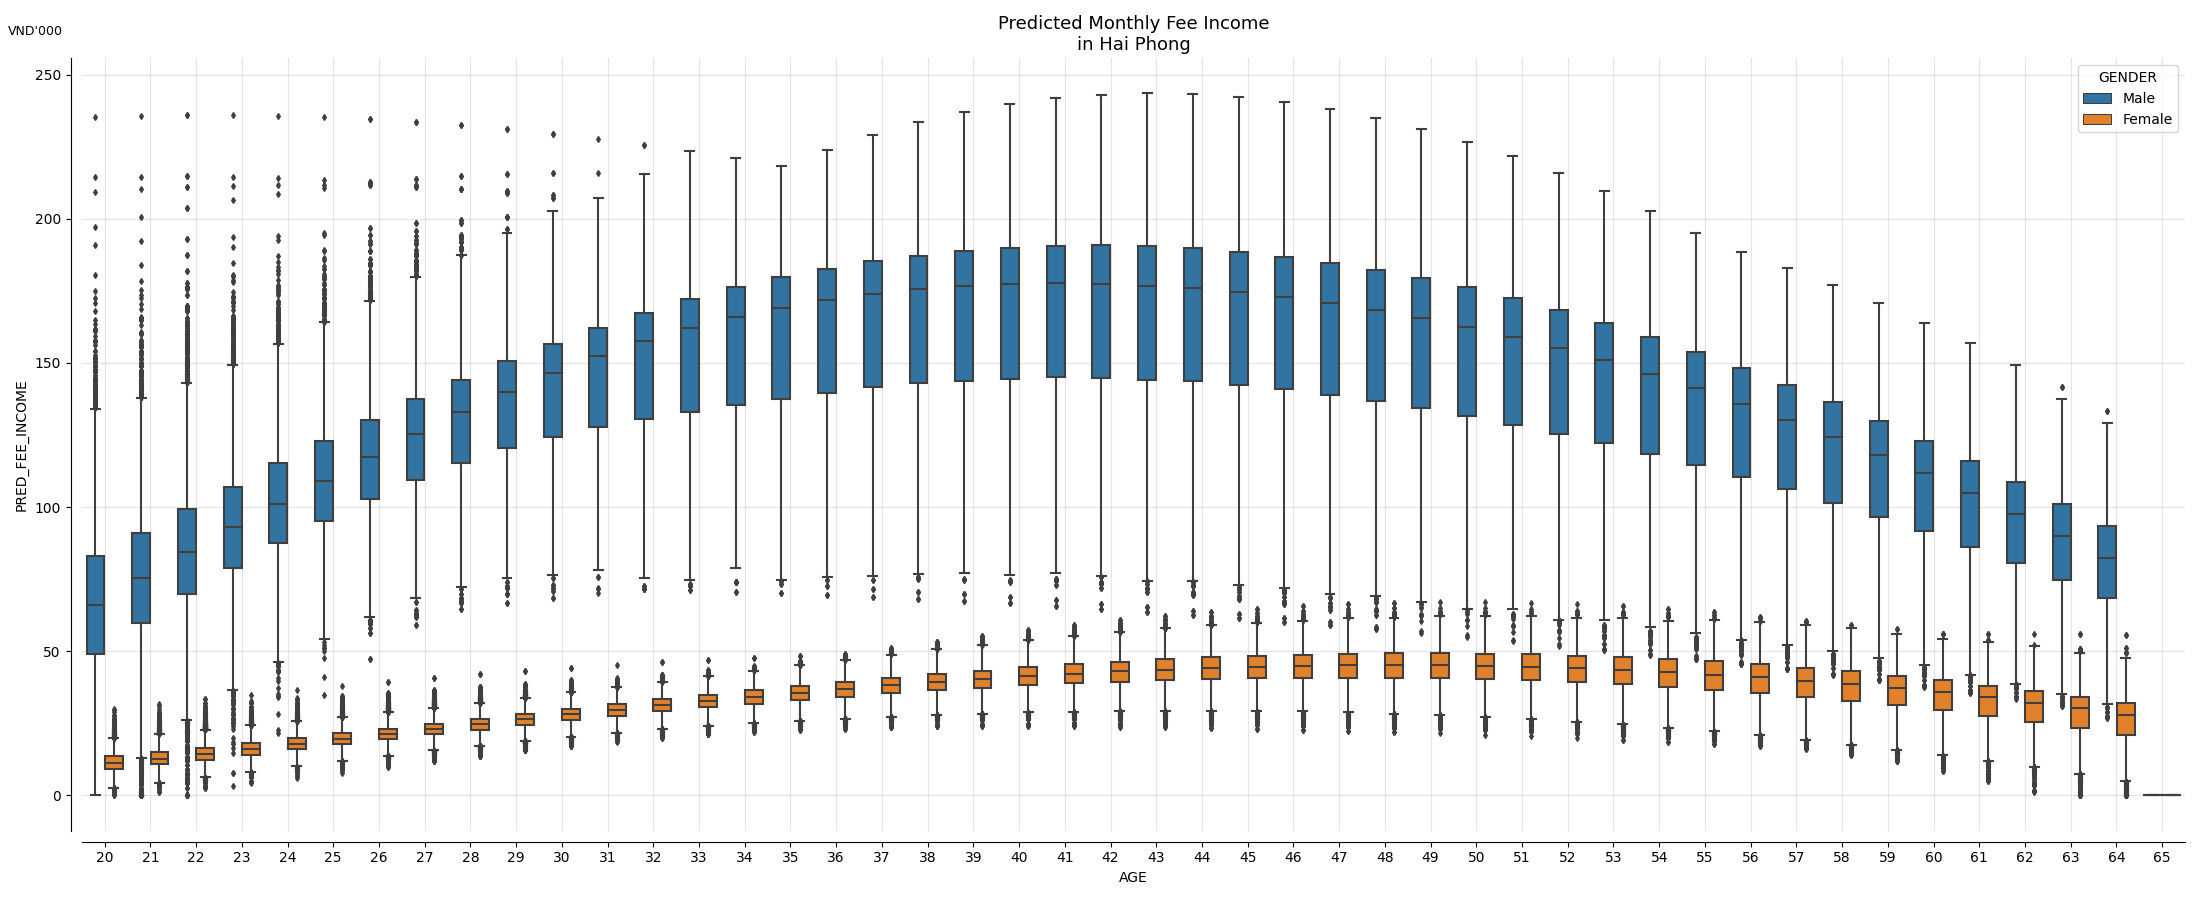 Predicted Monthly Fee Income
in Hai Phong
VND'000
GENDER
Male
Female
250
200
150
100
50
0
PRED_FEE_INCOME
20 21 22 23 24 25 26 27 28 29 30 31 32 33 34 35 36 37 38 39 40 41 42 43 44 45 46 47 48 49 50 51 52 53 54 55 56 57 58 59 60 61 62 63 64 65
AGE